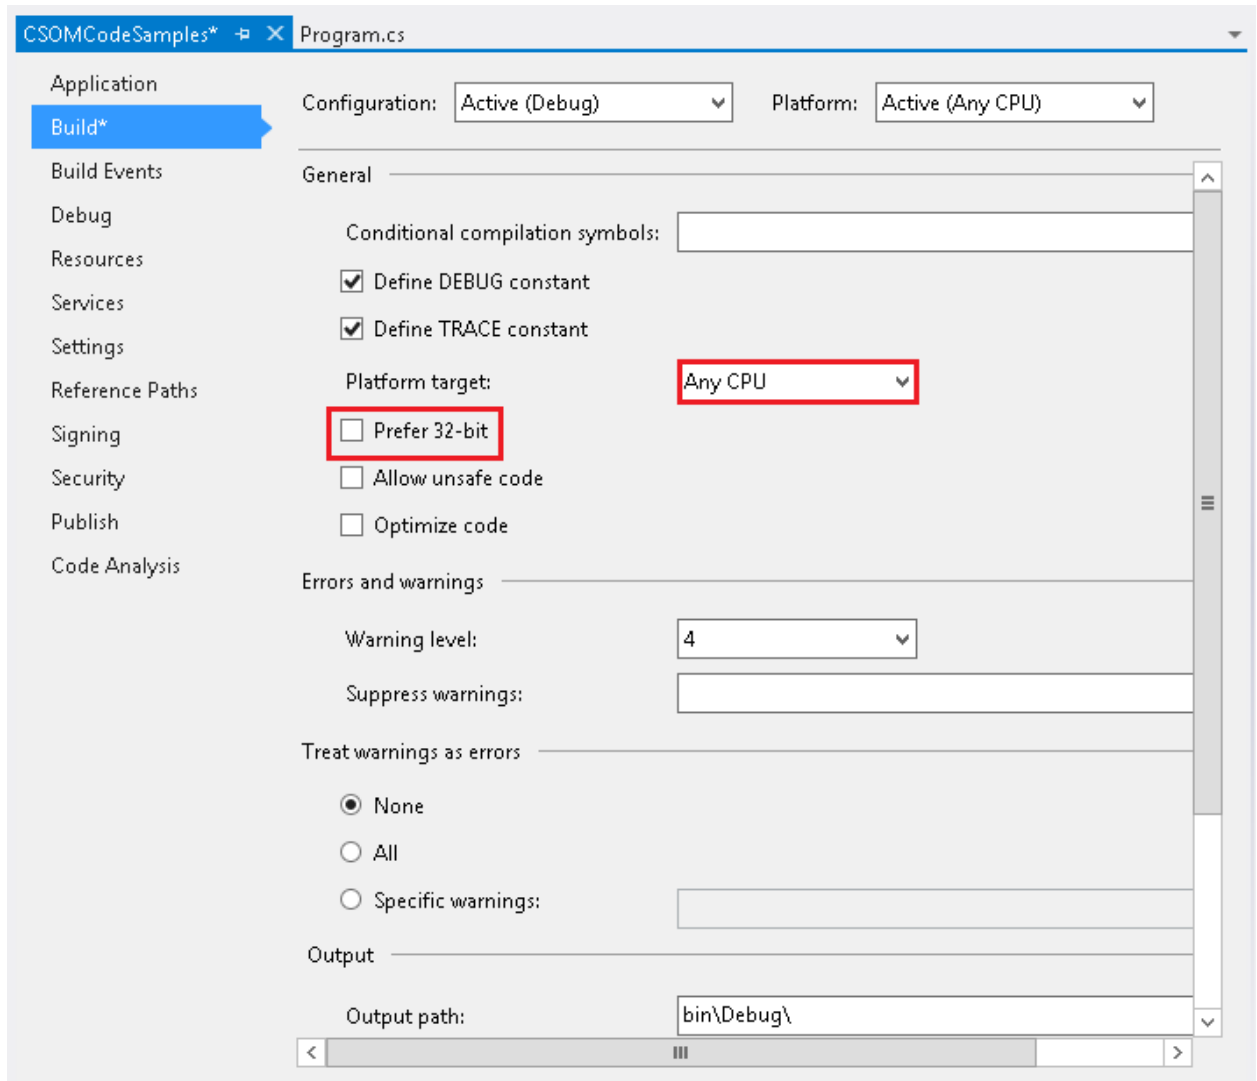 CSOMCodeSamples* Program.cs
Application
Build*
Build Events
Debug
Resources
Services
Settings
Reference Paths
Signing
Security
Publish
Code Analysis
Configuration: Active (Debug) Platform: Active (Any CPU)
General
Conditional compilation symbols:
Define DEBUG constant
Define TRACE constant
Platform target: Any CPU
Prefer 32-bit
Allow unsafe code
Optimize code
Errors and warnings
Warning level: 4
Suppress warnings:
Treat warnings as errors
None
All
Specific warnings:
Output
Output path: bin\Debug\